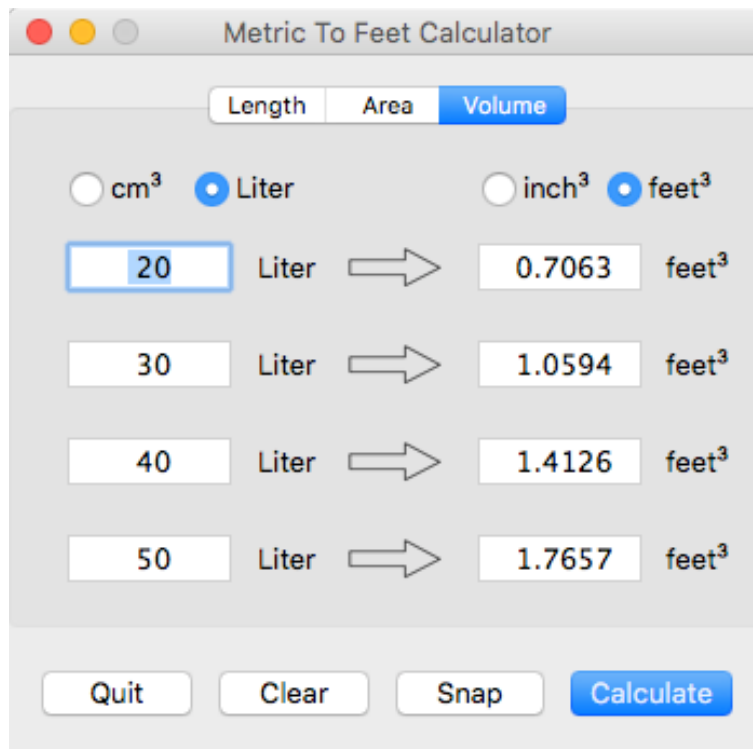 Metric To Feet Calculator
Length Area Volume
cm³ Liter inch³ feet³
20 Liter 0.7063 feet³
30 Liter 1.0594 feet³
40 Liter 1.4126 feet³
50 Liter 1.7657 feet³
Quit Clear Snap Calculate